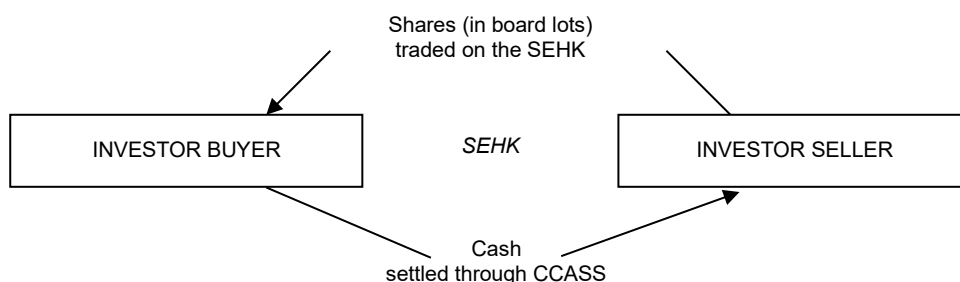 Shares (in board lots)
traded on the SEHK
INVESTOR BUYER
SEHK
INVESTOR SELLER
Cash
settled through CCASS